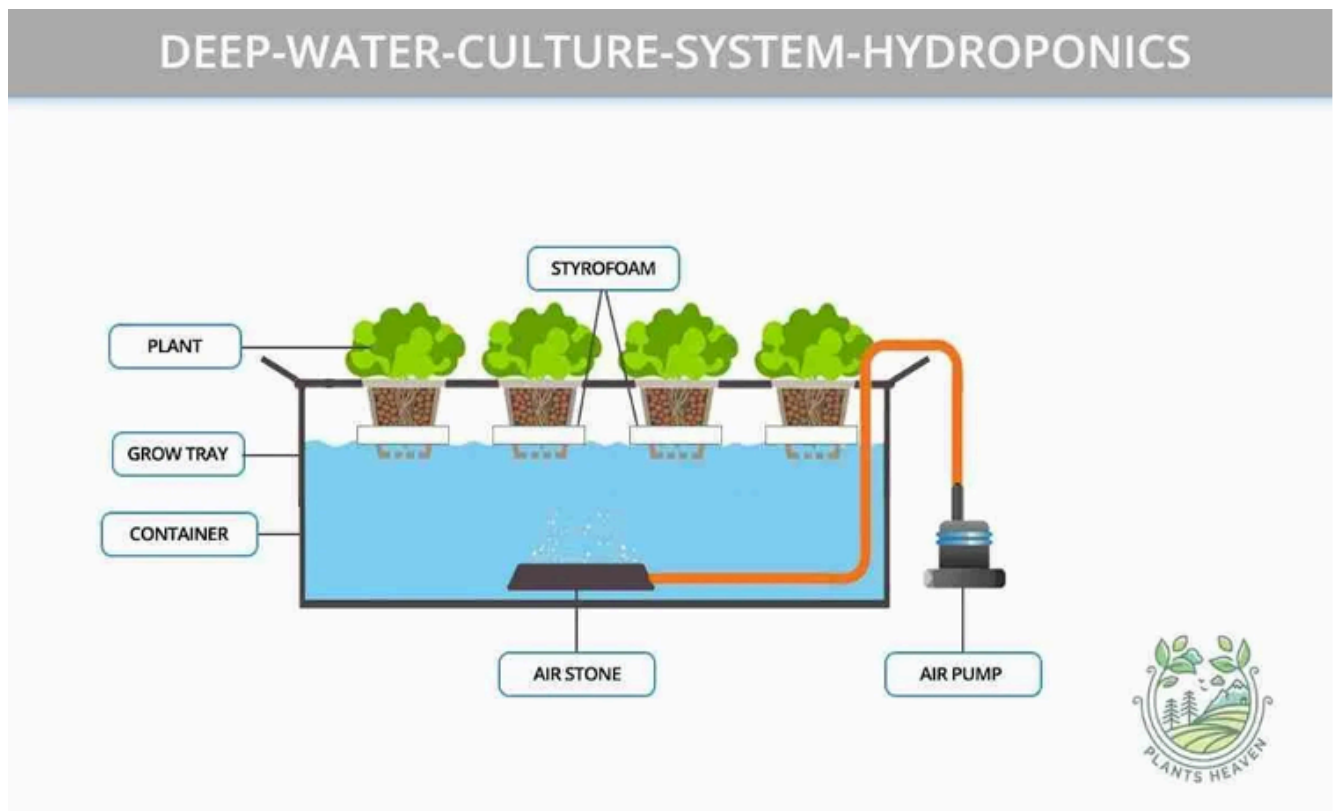 DEEP-WATER-CULTURE-SYSTEM-HYDROPONICS
STYROFOAM
PLANT
GROW TRAY
CONTAINER
AIR STONE
AIR PUMP
PLANTS HEAVEN